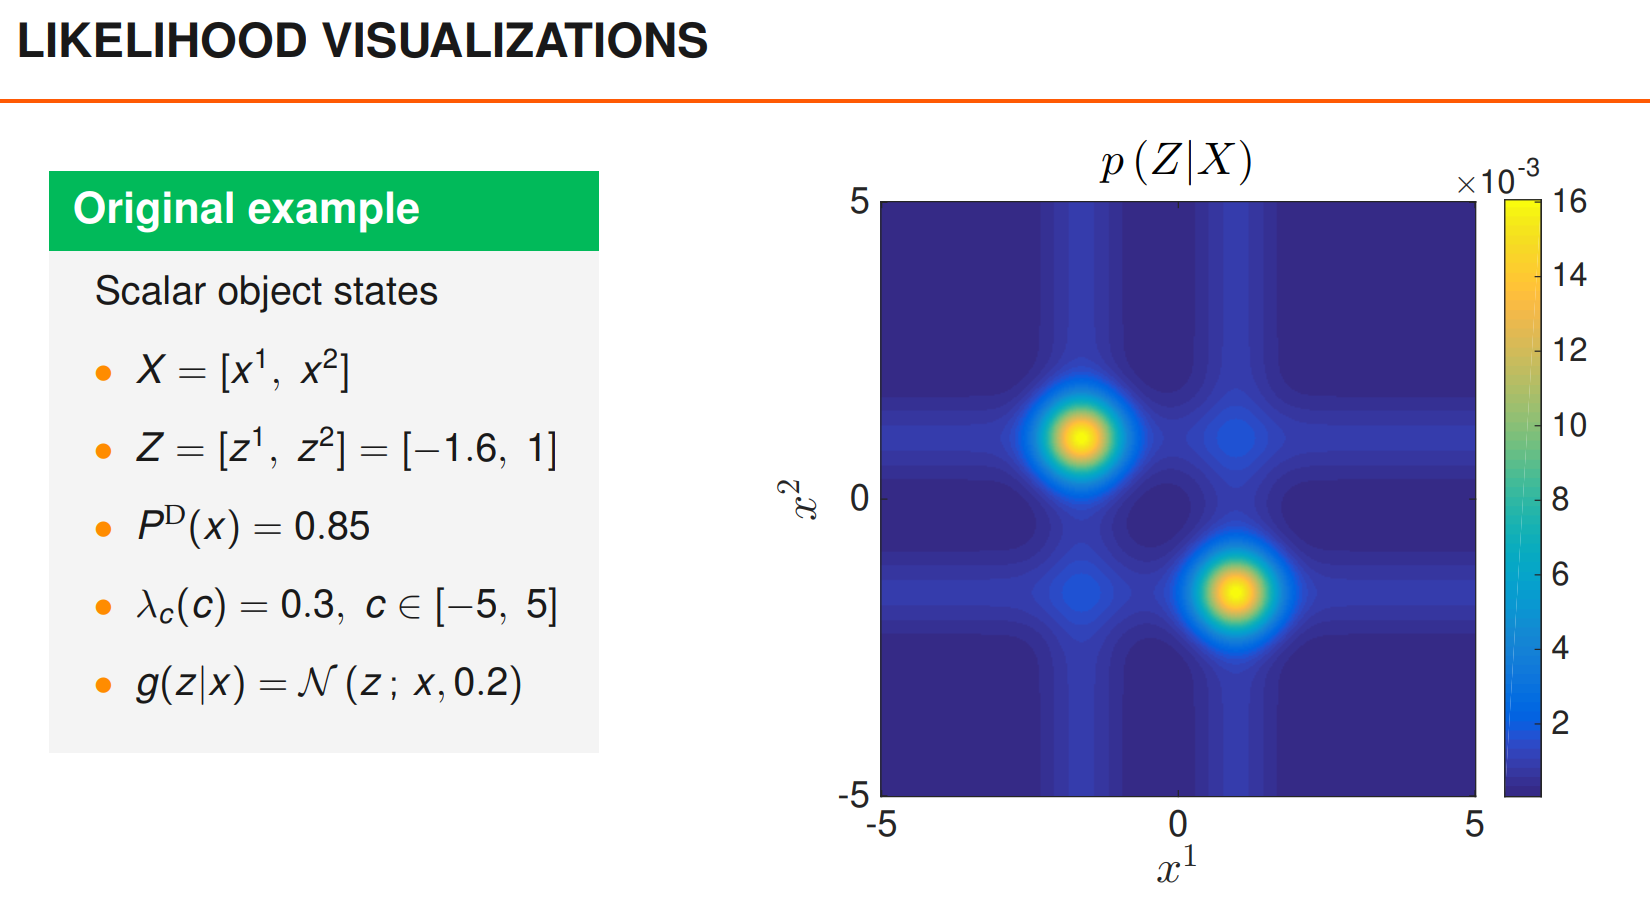 LIKELIHOOD VISUALIZATIONS
Original example
Scalar object states
• X = [x¹, x²]
• Z = [z¹, z²] = [−1.6, 1]
• Pᴰ(x) = 0.85
• λ_c(c) = 0.3, c ∈ [−5, 5]
• g(z|x) = 𝒩(z; x, 0.2)
p(Z|X)
×10⁻³
5
0
-5
x²
-5 0 5
x¹
16
14
12
10
8
6
4
2